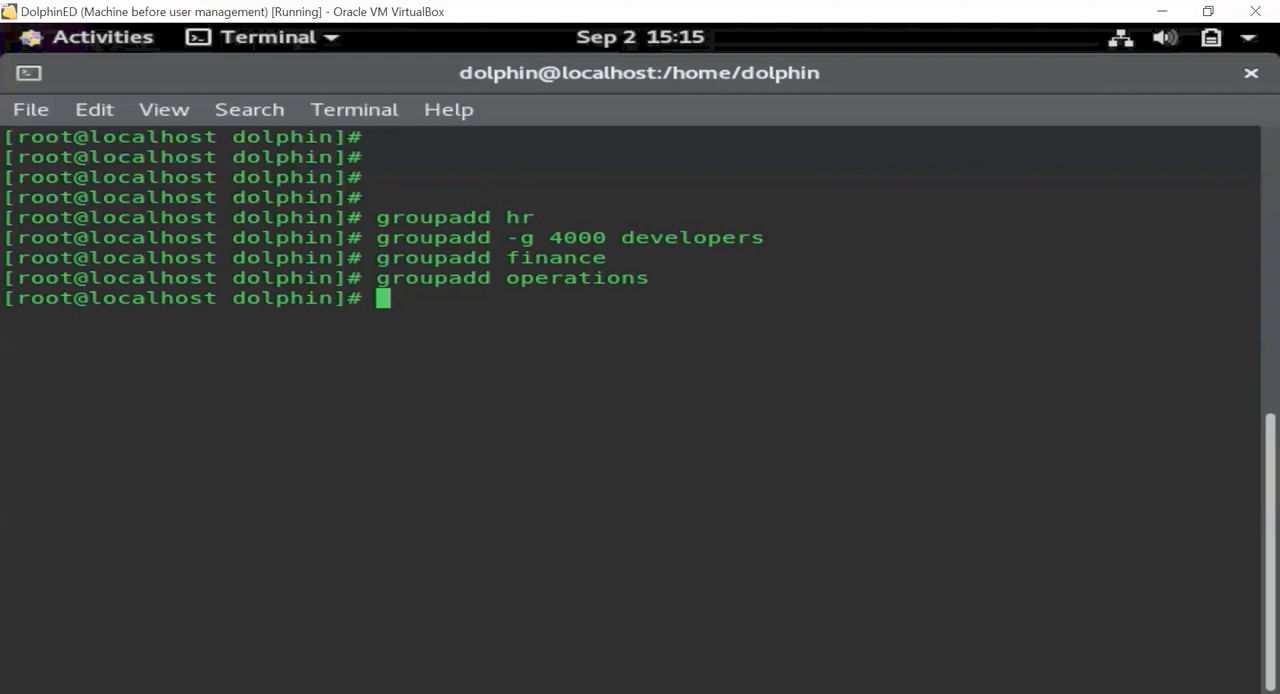 DolphinED (Machine before user management) [Running] - Oracle VM VirtualBox
Activities Terminal Sep 2 15:15
dolphin@localhost:/home/dolphin
File Edit View Search Terminal Help
[root@localhost dolphin]#
[root@localhost dolphin]#
[root@localhost dolphin]#
[root@localhost dolphin]#
[root@localhost dolphin]# groupadd hr
[root@localhost dolphin]# groupadd -g 4000 developers
[root@localhost dolphin]# groupadd finance
[root@localhost dolphin]# groupadd operations
[root@localhost dolphin]#